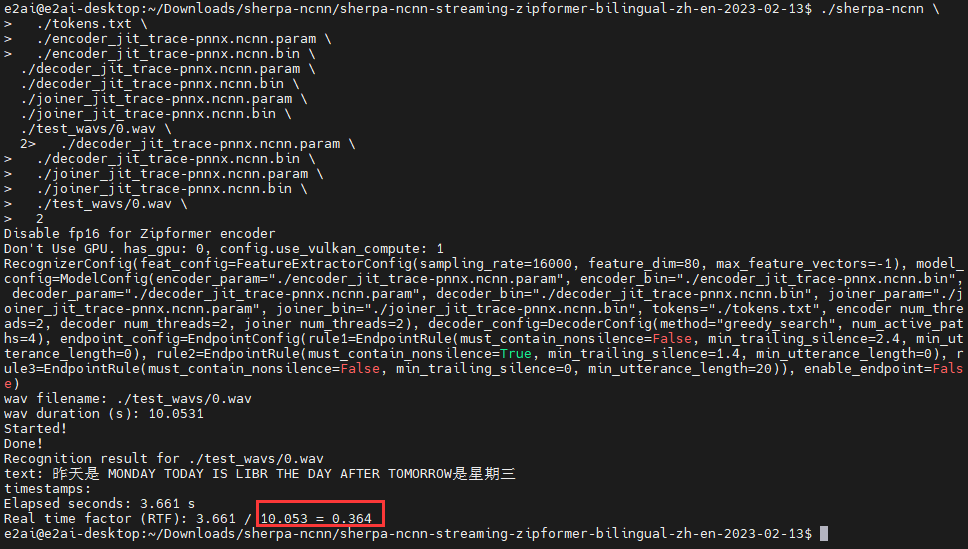 e2ai@e2ai-desktop:~/Downloads/sherpa-ncnn/sherpa-ncnn-streaming-zipformer-bilingual-zh-en-2023-02-13$ ./sherpa-ncnn \
>   ./tokens.txt \
>   ./encoder_jit_trace-pnnx.ncnn.param \
>   ./encoder_jit_trace-pnnx.ncnn.bin \
  ./decoder_jit_trace-pnnx.ncnn.param \
  ./decoder_jit_trace-pnnx.ncnn.bin \
  ./joiner_jit_trace-pnnx.ncnn.param \
  ./joiner_jit_trace-pnnx.ncnn.bin \
  ./test_wavs/0.wav \
  2>   ./decoder_jit_trace-pnnx.ncnn.param \
>   ./decoder_jit_trace-pnnx.ncnn.bin \
>   ./joiner_jit_trace-pnnx.ncnn.param \
>   ./joiner_jit_trace-pnnx.ncnn.bin \
>   ./test_wavs/0.wav \
>   2
Disable fp16 for Zipformer encoder
Don't Use GPU. has_gpu: 0, config.use_vulkan_compute: 1
RecognizerConfig(feat_config=FeatureExtractorConfig(sampling_rate=16000, feature_dim=80, max_feature_vectors=-1), model_
config=ModelConfig(encoder_param="./encoder_jit_trace-pnnx.ncnn.param", encoder_bin="./encoder_jit_trace-pnnx.ncnn.bin",
 decoder_param="./decoder_jit_trace-pnnx.ncnn.param", decoder_bin="./decoder_jit_trace-pnnx.ncnn.bin", joiner_param="./j
oiner_jit_trace-pnnx.ncnn.param", joiner_bin="./joiner_jit_trace-pnnx.ncnn.bin", tokens="./tokens.txt", encoder num_thre
ads=2, decoder num_threads=2, joiner num_threads=2), decoder_config=DecoderConfig(method="greedy_search", num_active_pat
hs=4), endpoint_config=EndpointConfig(rule1=EndpointRule(must_contain_nonsilence=False, min_trailing_silence=2.4, min_ut
terance_length=0), rule2=EndpointRule(must_contain_nonsilence=True, min_trailing_silence=1.4, min_utterance_length=0), r
ule3=EndpointRule(must_contain_nonsilence=False, min_trailing_silence=0, min_utterance_length=20)), enable_endpoint=Fals
e)
wav filename: ./test_wavs/0.wav
wav duration (s): 10.0531
Started!
Done!
Recognition result for ./test_wavs/0.wav
text: 昨天是 MONDAY TODAY IS LIBR THE DAY AFTER TOMORROW是星期三
timestamps:
Elapsed seconds: 3.661 s
Real time factor (RTF): 3.661 / 10.053 = 0.364
e2ai@e2ai-desktop:~/Downloads/sherpa-ncnn/sherpa-ncnn-streaming-zipformer-bilingual-zh-en-2023-02-13$